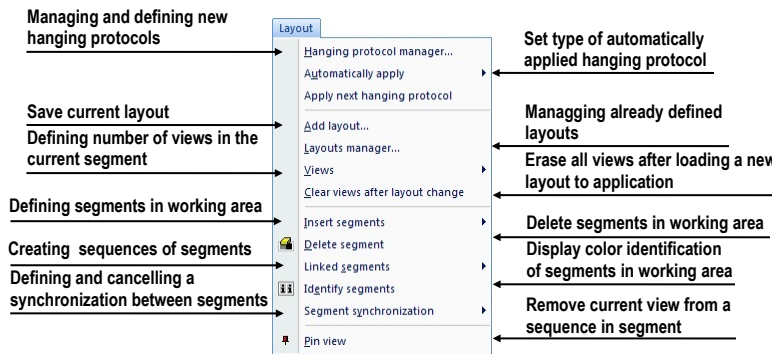 Managing and defining new
hanging protocols
Save current layout
Defining number of views in the
current segment
Defining segments in working area
Creating sequences of segments
Defining and cancelling a
synchronization between segments
Layout
Hanging protocol manager...
Automatically apply
Apply next hanging protocol
Add layout...
Layouts manager...
Views
Clear views after layout change
Insert segments
Delete segment
Linked segments
Identify segments
Segment synchronization
Pin view
Set type of automatically
applied hanging protocol
Managging already defined
layouts
Erase all views after loading a new
layout to application
Delete segments in working area
Display color identification
of segments in working area
Remove current view from a
sequence in segment